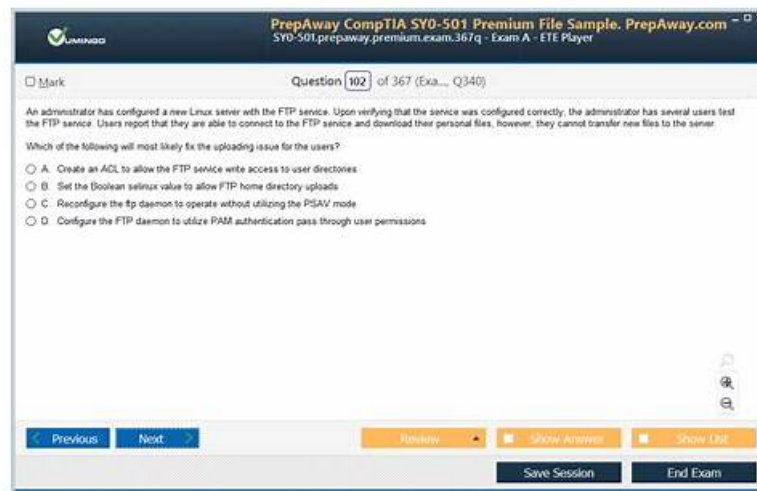 VUMINGO
PrepAway CompTIA SY0-501 Premium File Sample. PrepAway.com
SY0-501.prepaway.premium.exam.367q - Exam A - ETE Player
Mark
Question 102 of 367 (Exa..., Q340)
An administrator has configured a new Linux server with the FTP service. Upon verifying that the service was configured correctly, the administrator has several users test
the FTP service. Users report that they are able to connect to the FTP service and download their personal files, however, they cannot transfer new files to the server.
Which of the following will most likely fix the uploading issue for the users?
A. Create an ACL to allow the FTP service write access to user directories
B. Set the Boolean selinux value to allow FTP home directory uploads
C. Reconfigure the ftp daemon to operate without utilizing the PSAV mode
D. Configure the FTP daemon to utilize PAM authentication pass through user permissions
Previous Next Review Show Answer Show List
Save Session End Exam